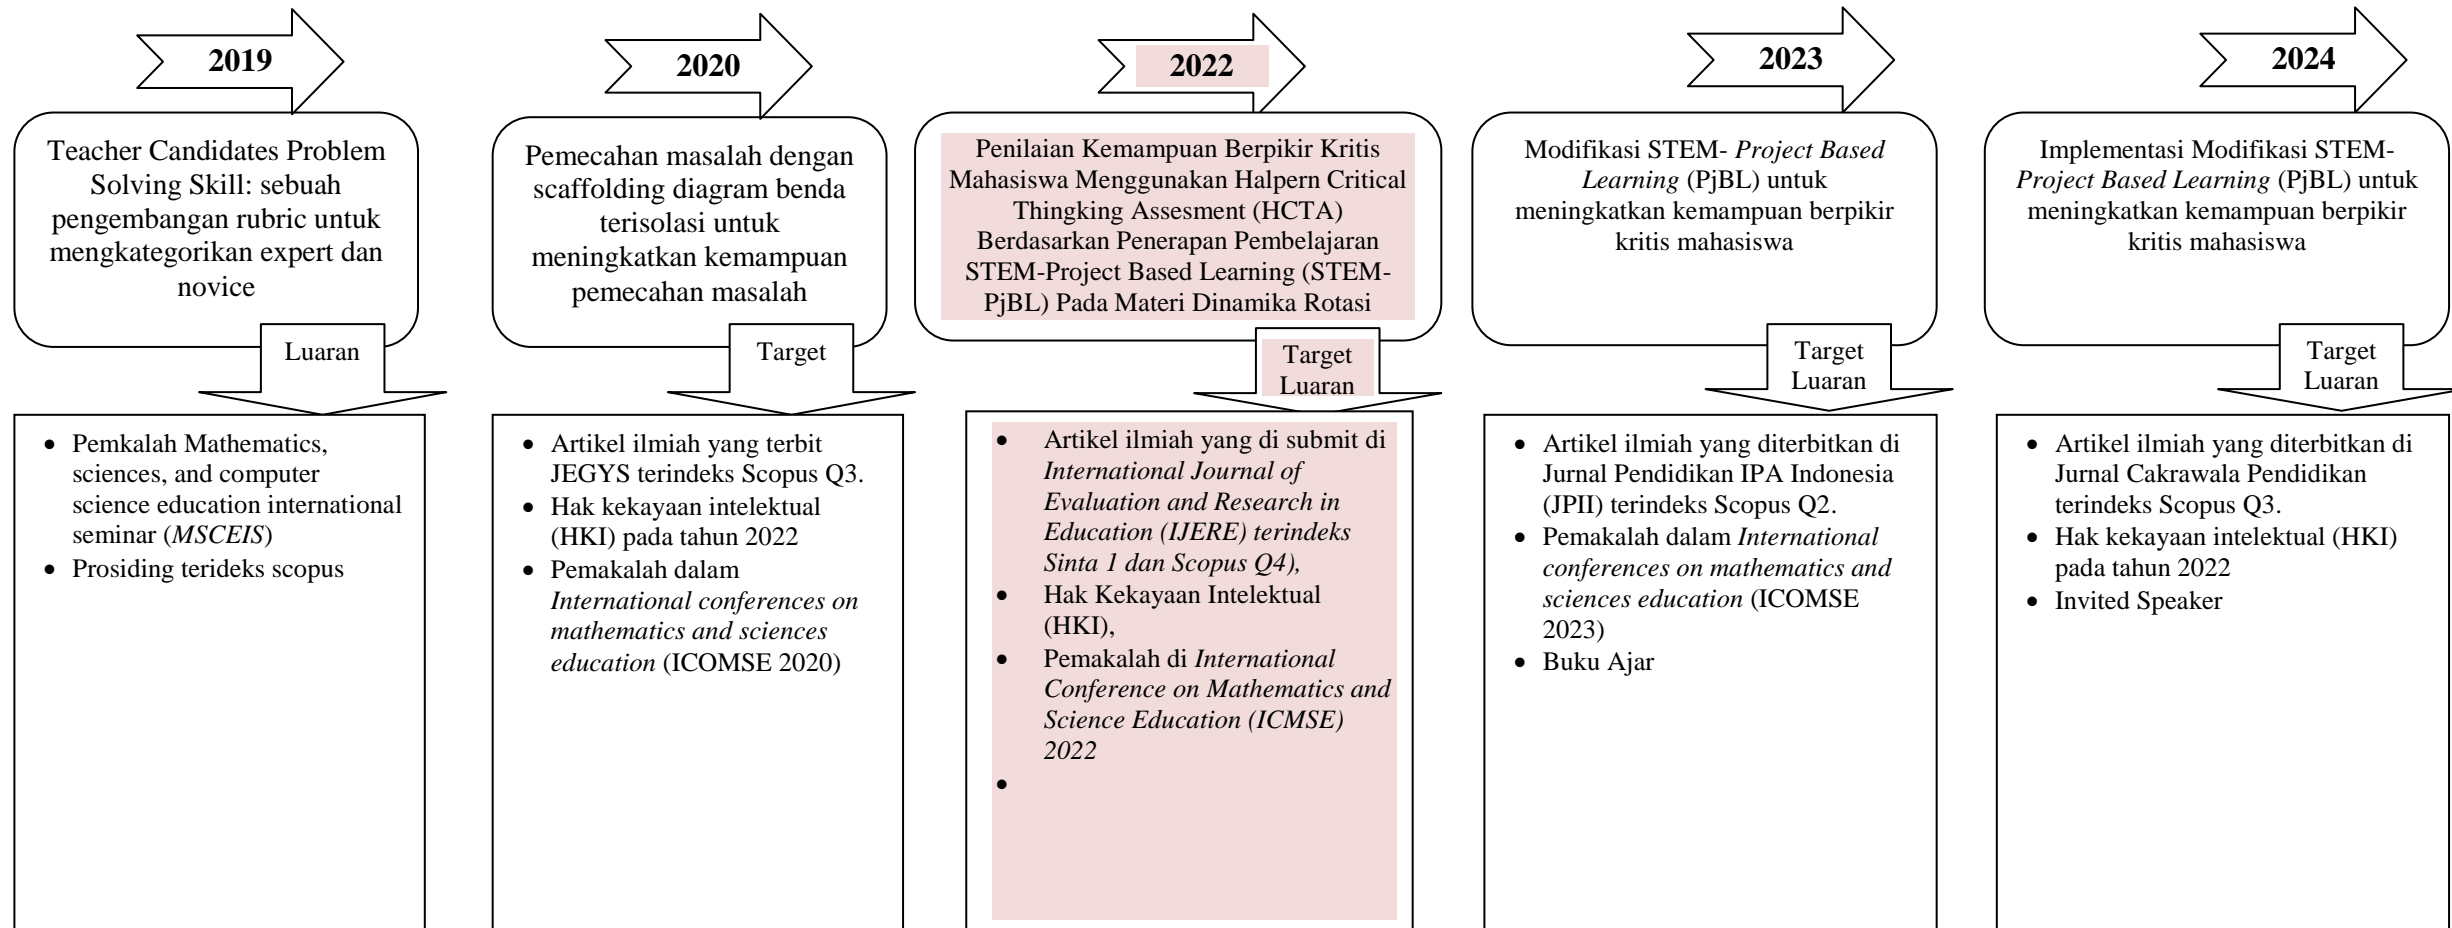 2019
Teacher Candidates Problem
Solving Skill: sebuah
pengembangan rubric untuk
mengkategorikan expert dan
novice
Luaran
• Pemkalah Mathematics,
sciences, and computer
science education international
seminar (MSCEIS)
• Prosiding terideks scopus
2020
Pemecahan masalah dengan
scaffolding diagram benda
terisolasi untuk
meningkatkan kemampuan
pemecahan masalah
Target
• Artikel ilmiah yang terbit
JEGYS terindeks Scopus Q3.
• Hak kekayaan intelektual
(HKI) pada tahun 2022
• Pemakalah dalam
International conferences on
mathematics and sciences
education (ICOMSE 2020)
2022
Penilaian Kemampuan Berpikir Kritis
Mahasiswa Menggunakan Halpern Critical
Thingking Assesment (HCTA)
Berdasarkan Penerapan Pembelajaran
STEM-Project Based Learning (STEM-
PjBL) Pada Materi Dinamika Rotasi
Target
Luaran
• Artikel ilmiah yang di submit di
International Journal of
Evaluation and Research in
Education (IJERE) terindeks
Sinta 1 dan Scopus Q4),
• Hak Kekayaan Intelektual
(HKI),
• Pemakalah di International
Conference on Mathematics and
Science Education (ICMSE)
2022
•
2023
Modifikasi STEM- Project Based
Learning (PjBL) untuk
meningkatkan kemampuan berpikir
kritis mahasiswa
Target
Luaran
• Artikel ilmiah yang diterbitkan di
Jurnal Pendidikan IPA Indonesia
(JPII) terindeks Scopus Q2.
• Pemakalah dalam International
conferences on mathematics and
sciences education (ICOMSE
2023)
• Buku Ajar
2024
Implementasi Modifikasi STEM-
Project Based Learning (PjBL) untuk
meningkatkan kemampuan berpikir
kritis mahasiswa
Target
Luaran
• Artikel ilmiah yang diterbitkan di
Jurnal Cakrawala Pendidikan
terindeks Scopus Q3.
• Hak kekayaan intelektual (HKI)
pada tahun 2022
• Invited Speaker